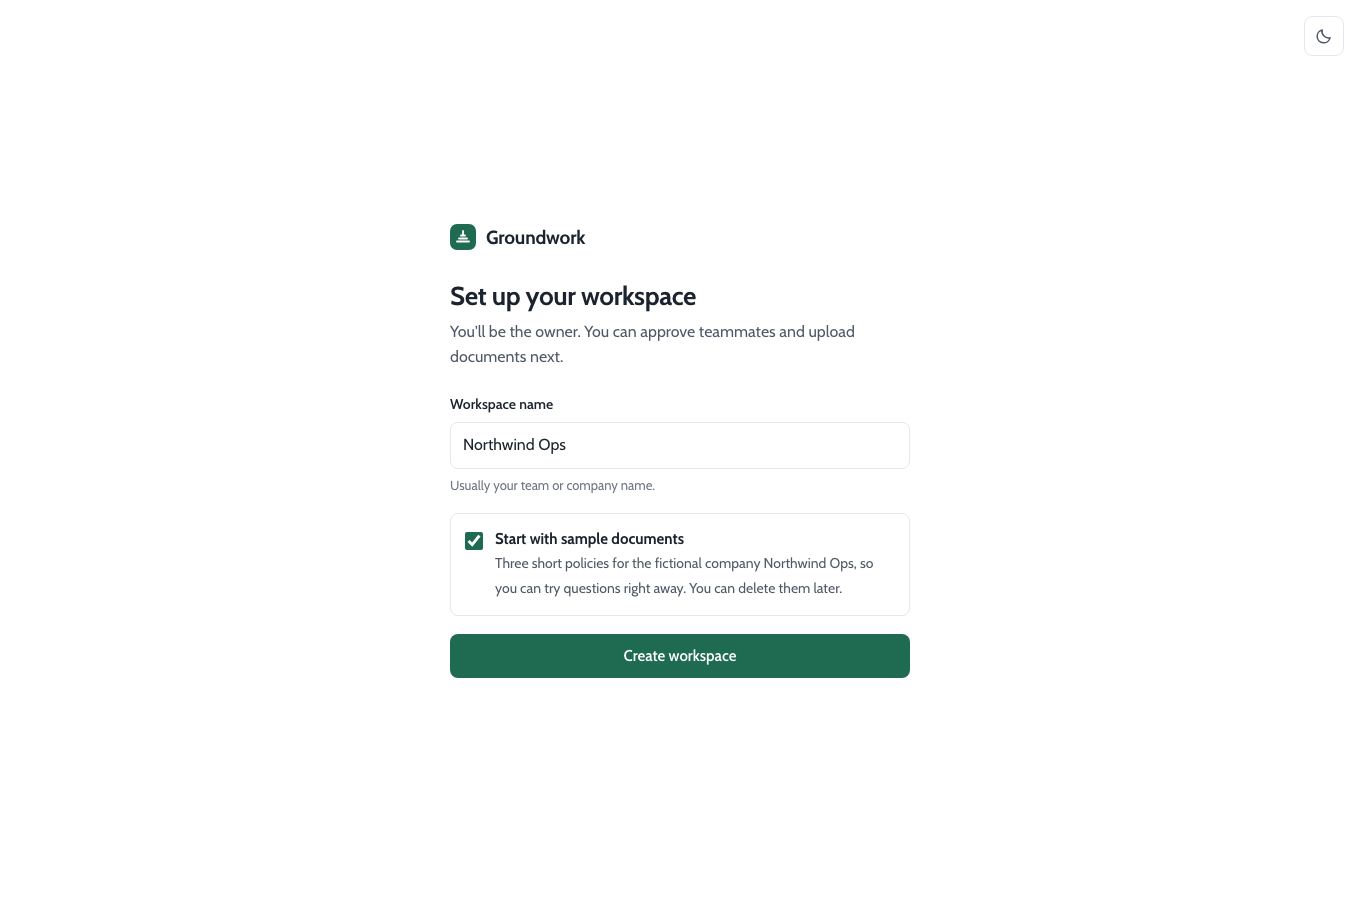 Groundwork
Set up your workspace
You'll be the owner. You can approve teammates and upload
documents next.
Workspace name
Northwind Ops
Usually your team or company name.
Start with sample documents
Three short policies for the fictional company Northwind Ops, so
you can try questions right away. You can delete them later.
Create workspace